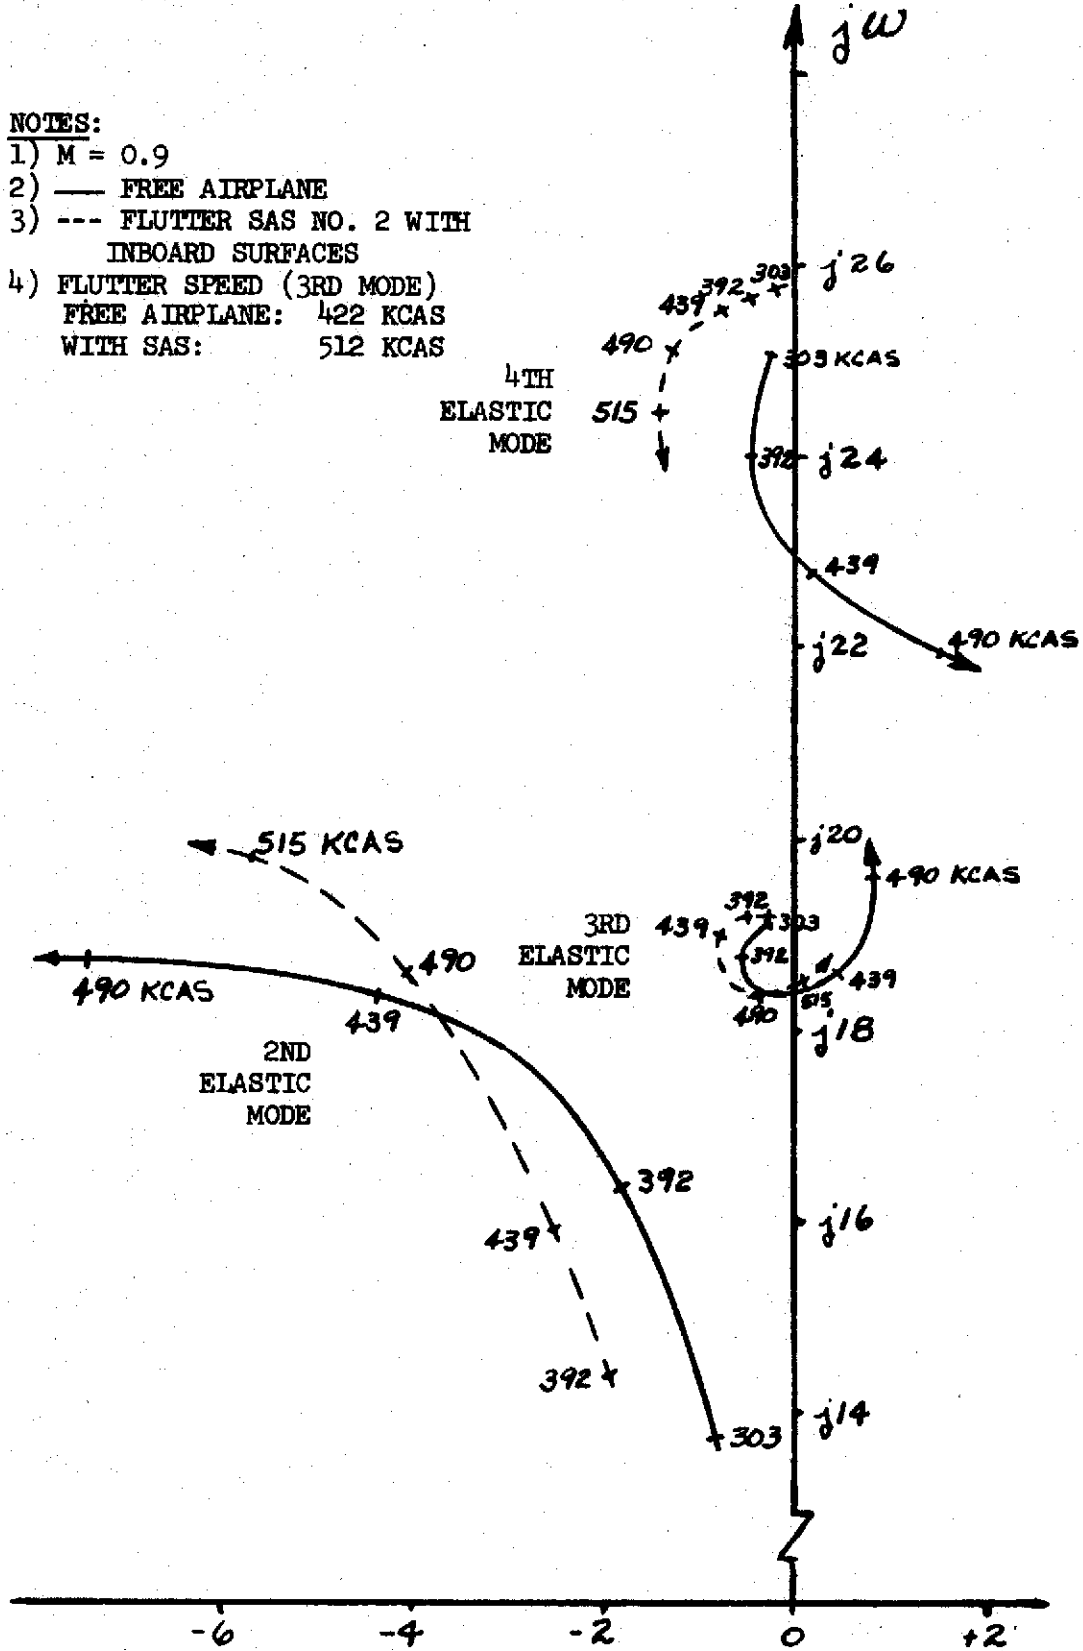 jω
NOTES:
1) M = 0.9
2) — FREE AIRPLANE
3) --- FLUTTER SAS NO. 2 WITH
INBOARD SURFACES
4) FLUTTER SPEED (3RD MODE)
FREE AIRPLANE: 422 KCAS
WITH SAS: 512 KCAS
j26
303
392
439
490
515
4TH
ELASTIC
MODE
303 KCAS
392
j24
439
490 KCAS
j22
j20
515 KCAS
490 KCAS
392
303
439
3RD
ELASTIC
MODE
392
439
490
515
j18
490
490 KCAS
439
2ND
ELASTIC
MODE
392
439
j16
392
j14
303
-6
-4
-2
0
+2